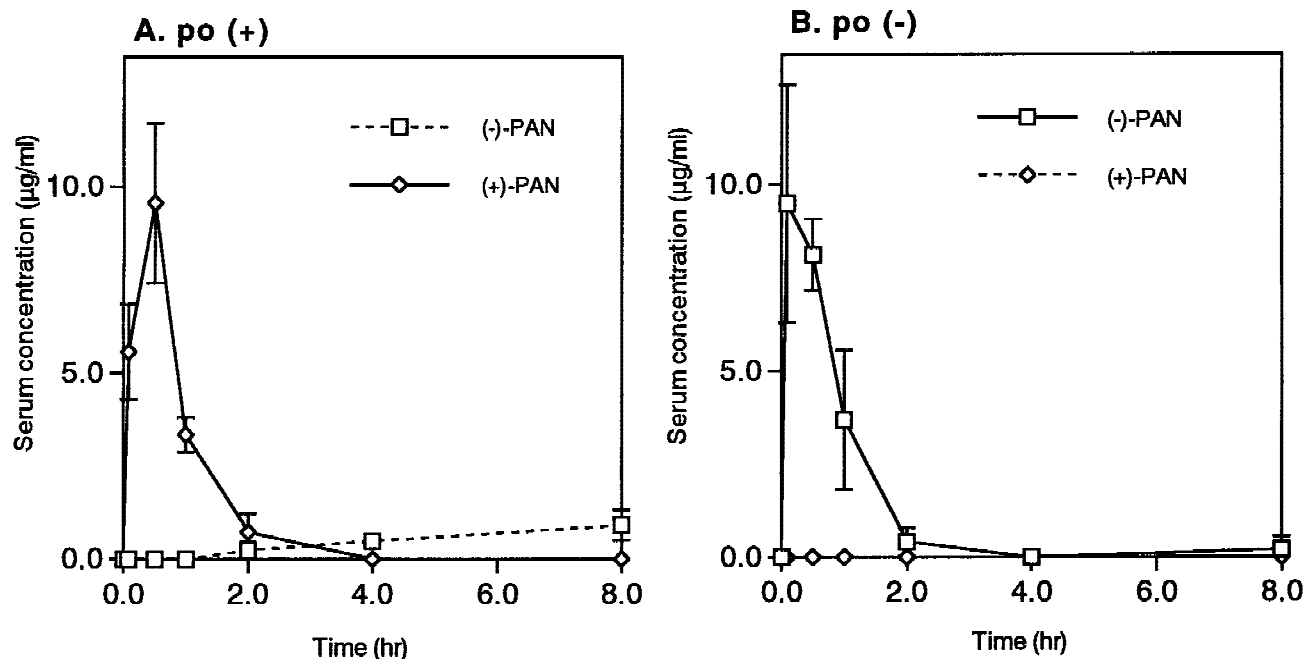 A. po (+)
Serum concentration (µg/ml)
10.0
5.0
0.0
(-)-PAN
(+)-PAN
0.0 2.0 4.0 6.0 8.0
Time (hr)
B. po (-)
Serum concentration (µg/ml)
10.0
5.0
0.0
(-)-PAN
(+)-PAN
0.0 2.0 4.0 6.0 8.0
Time (hr)